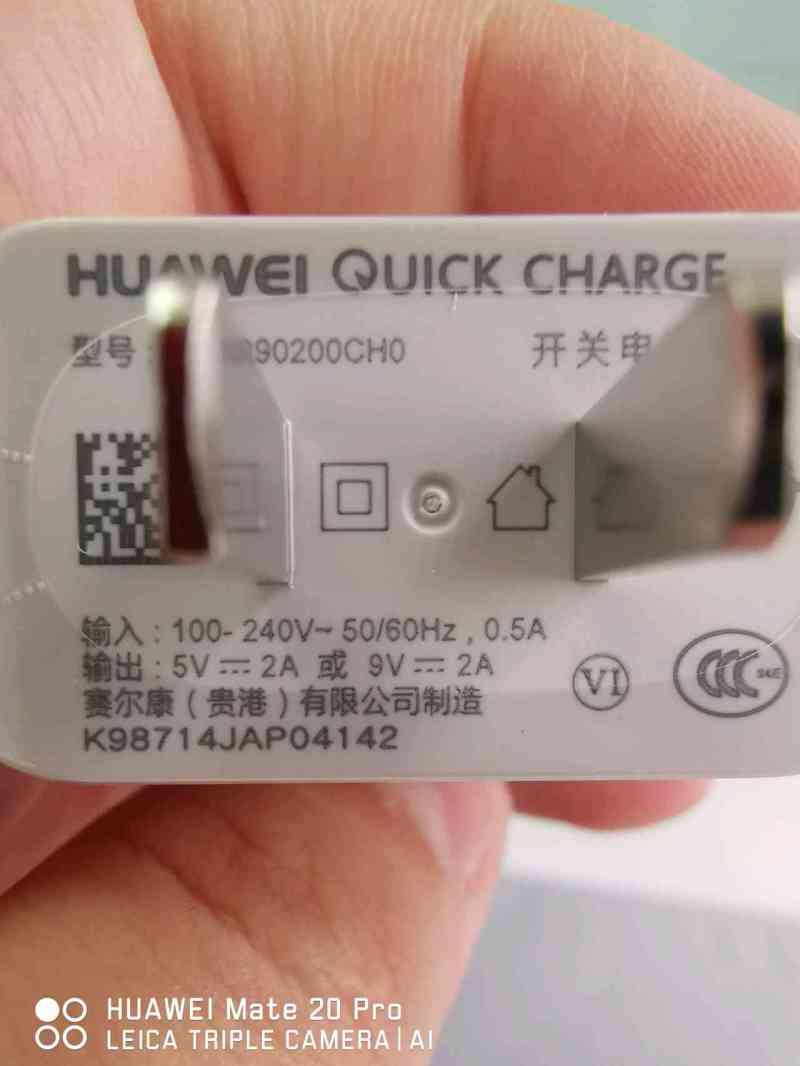 HUAWEI QUICK CHARGE
型号: 90200CH0 开关电
输入: 100- 240V~ 50/60Hz, 0.5A
输出: 5V ⎓ 2A 或 9V ⎓ 2A
赛尔康(贵港)有限公司制造
K98714JAP04142
VI
CCC S&E
HUAWEI Mate 20 Pro
LEICA TRIPLE CAMERA | AI